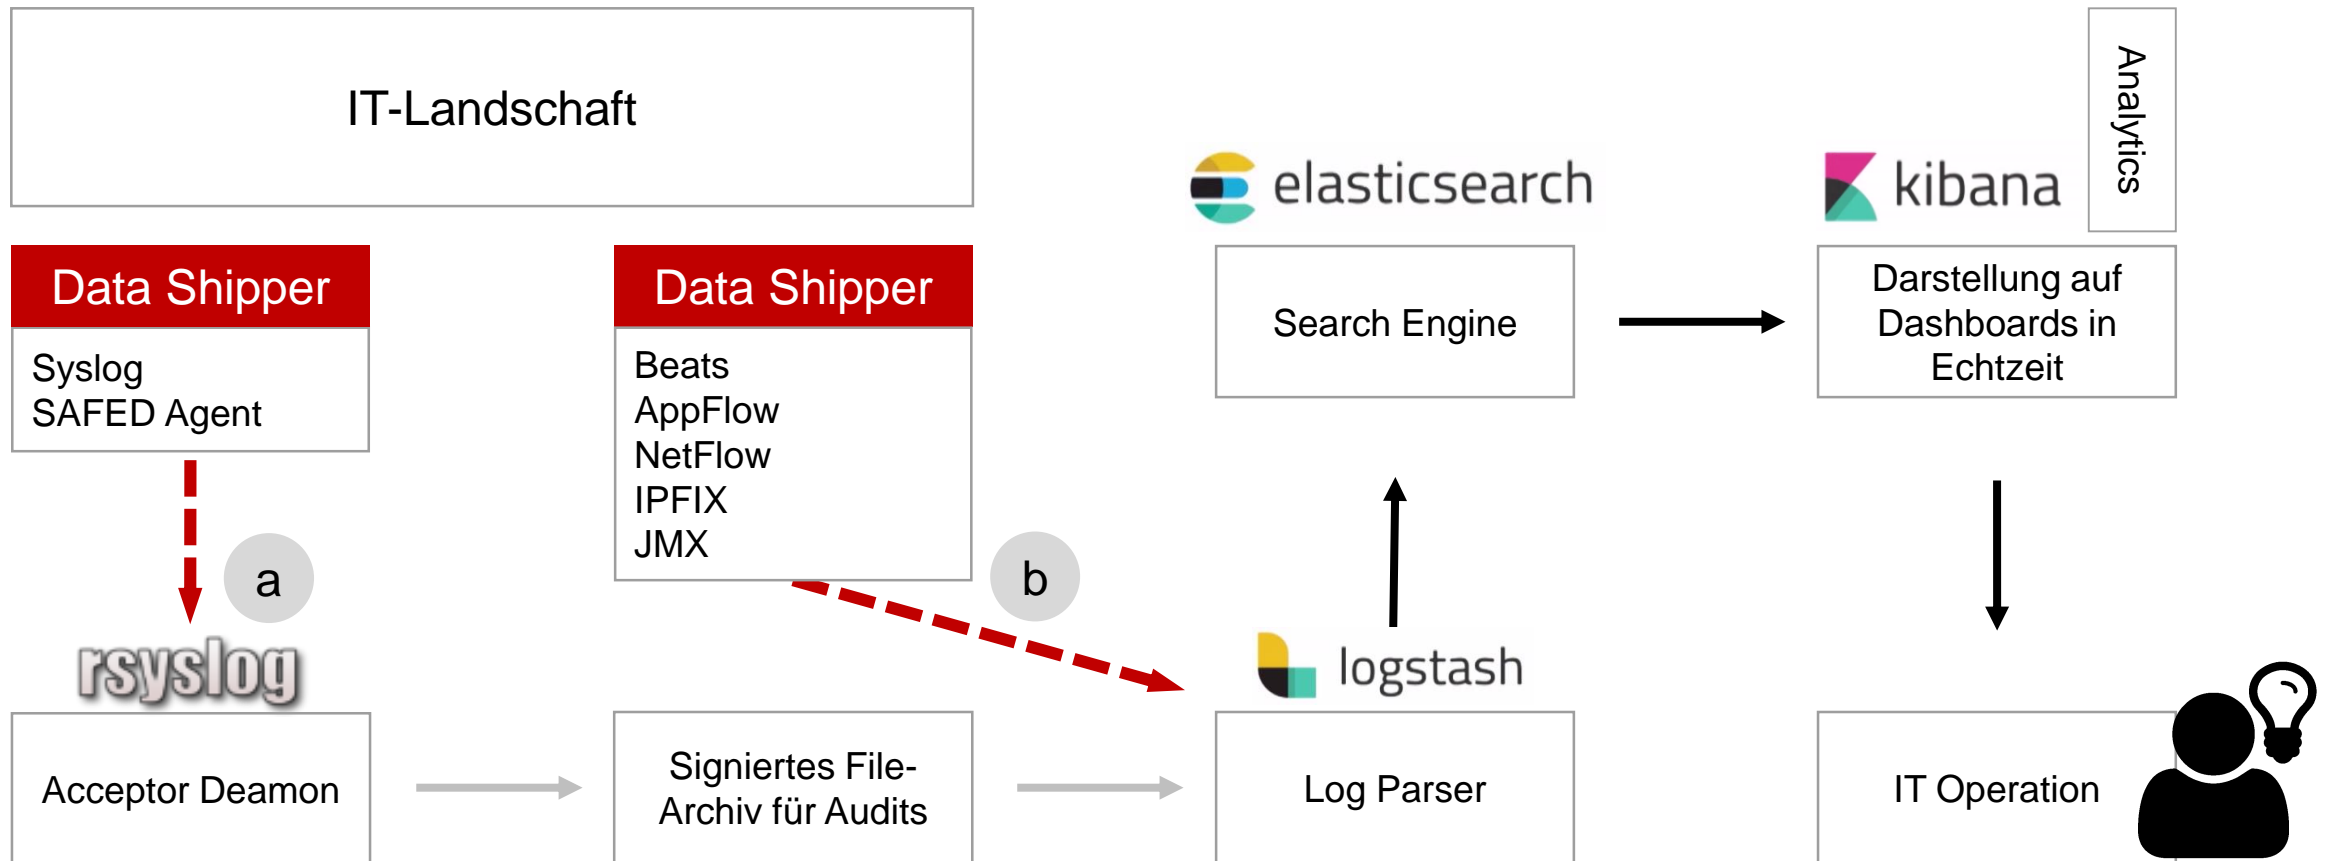 IT-Landschaft
Analytics
elasticsearch
kibana
Data Shipper
Syslog
SAFED Agent
Data Shipper
Beats
AppFlow
NetFlow
IPFIX
JMX
Search Engine
Darstellung auf
Dashboards in
Echtzeit
a
b
rsyslog
logstash
Acceptor Deamon
Signiertes File-
Archiv für Audits
Log Parser
IT Operation